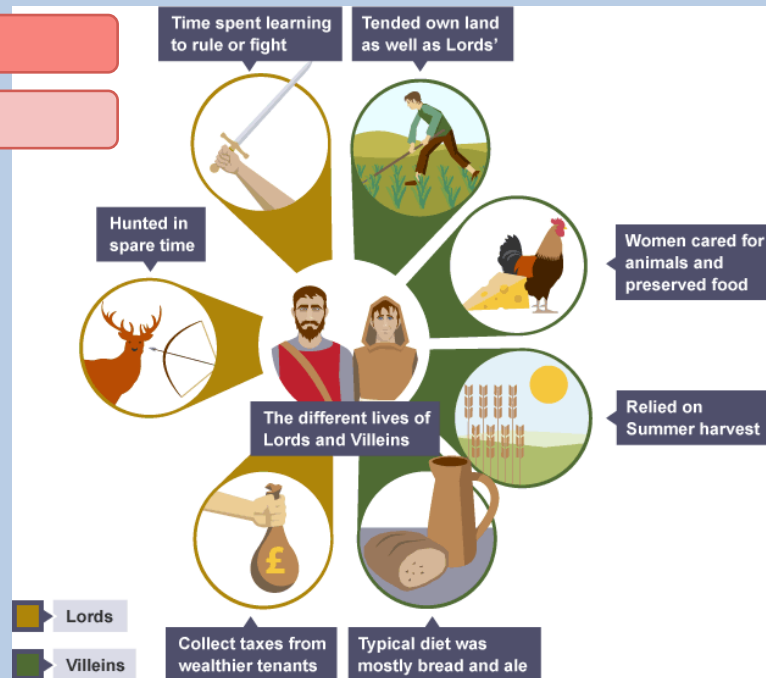 Time spent learning
to rule or fight
Tended own land
as well as Lords'
Hunted in
spare time
Women cared for
animals and
preserved food
The different lives of
Lords and Villeins
Relied on
Summer harvest
£
Lords
Villeins
Collect taxes from
wealthier tenants
Typical diet was
mostly bread and ale